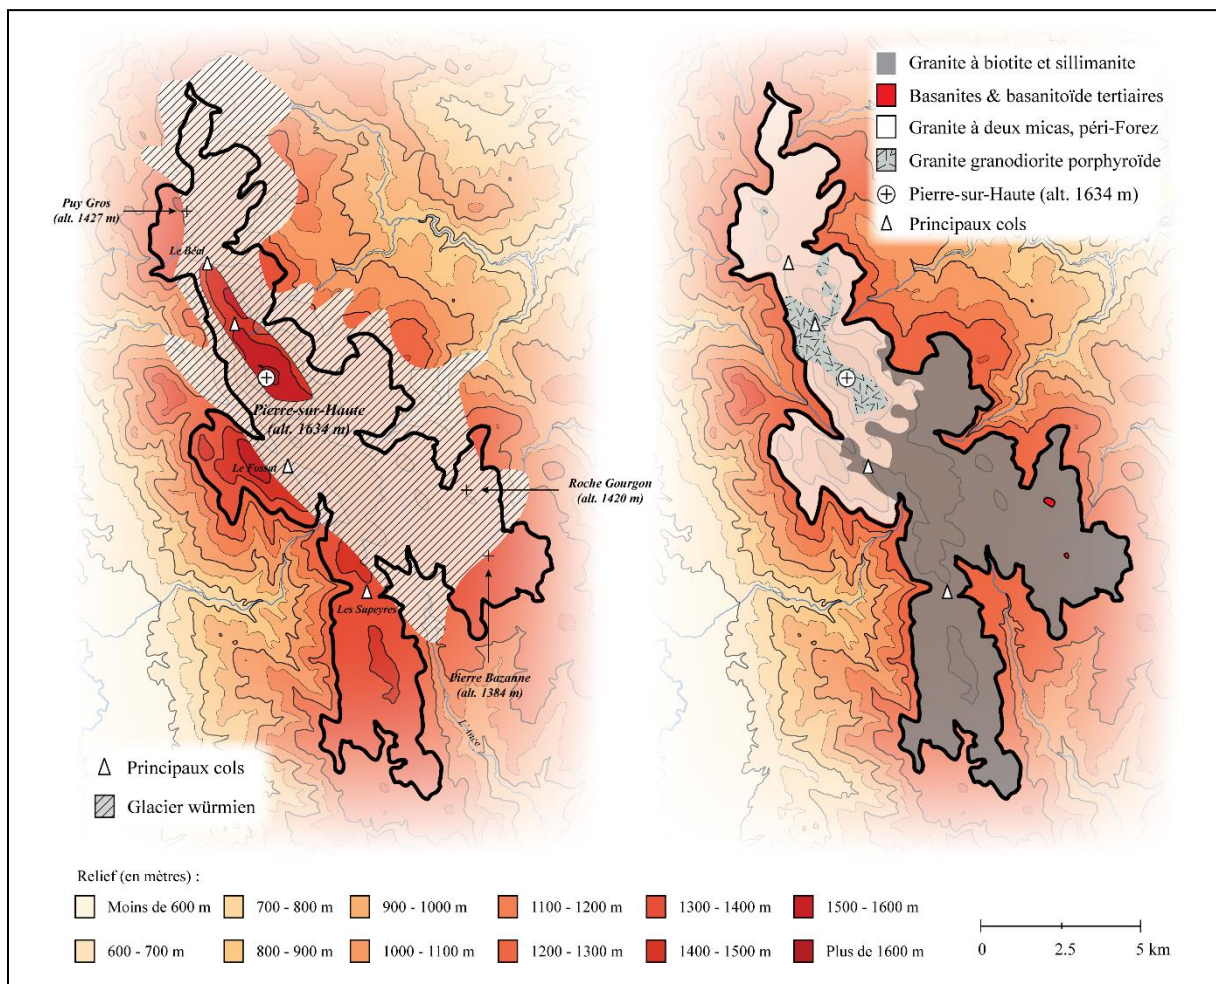 Puy Gros
(alt. 1427 m)
Le Béal
Pierre-sur-Haute
(alt. 1634 m)
Le Fossat
Roche Gourgon
(alt. 1420 m)
Les Supeyres
Pierre Bazanne
(alt. 1384 m)
L'Ance
Principaux cols
Glacier würmien
Granite à biotite et sillimanite
Basanites & basanitoïde tertiaires
Granite à deux micas, péri-Forez
Granite granodiorite porphyroïde
Pierre-sur-Haute (alt. 1634 m)
Principaux cols
Relief (en mètres) :
Moins de 600 m
700 - 800 m
900 - 1000 m
1100 - 1200 m
1300 - 1400 m
1500 - 1600 m
600 - 700 m
800 - 900 m
1000 - 1100 m
1200 - 1300 m
1400 - 1500 m
Plus de 1600 m
0 2.5 5 km